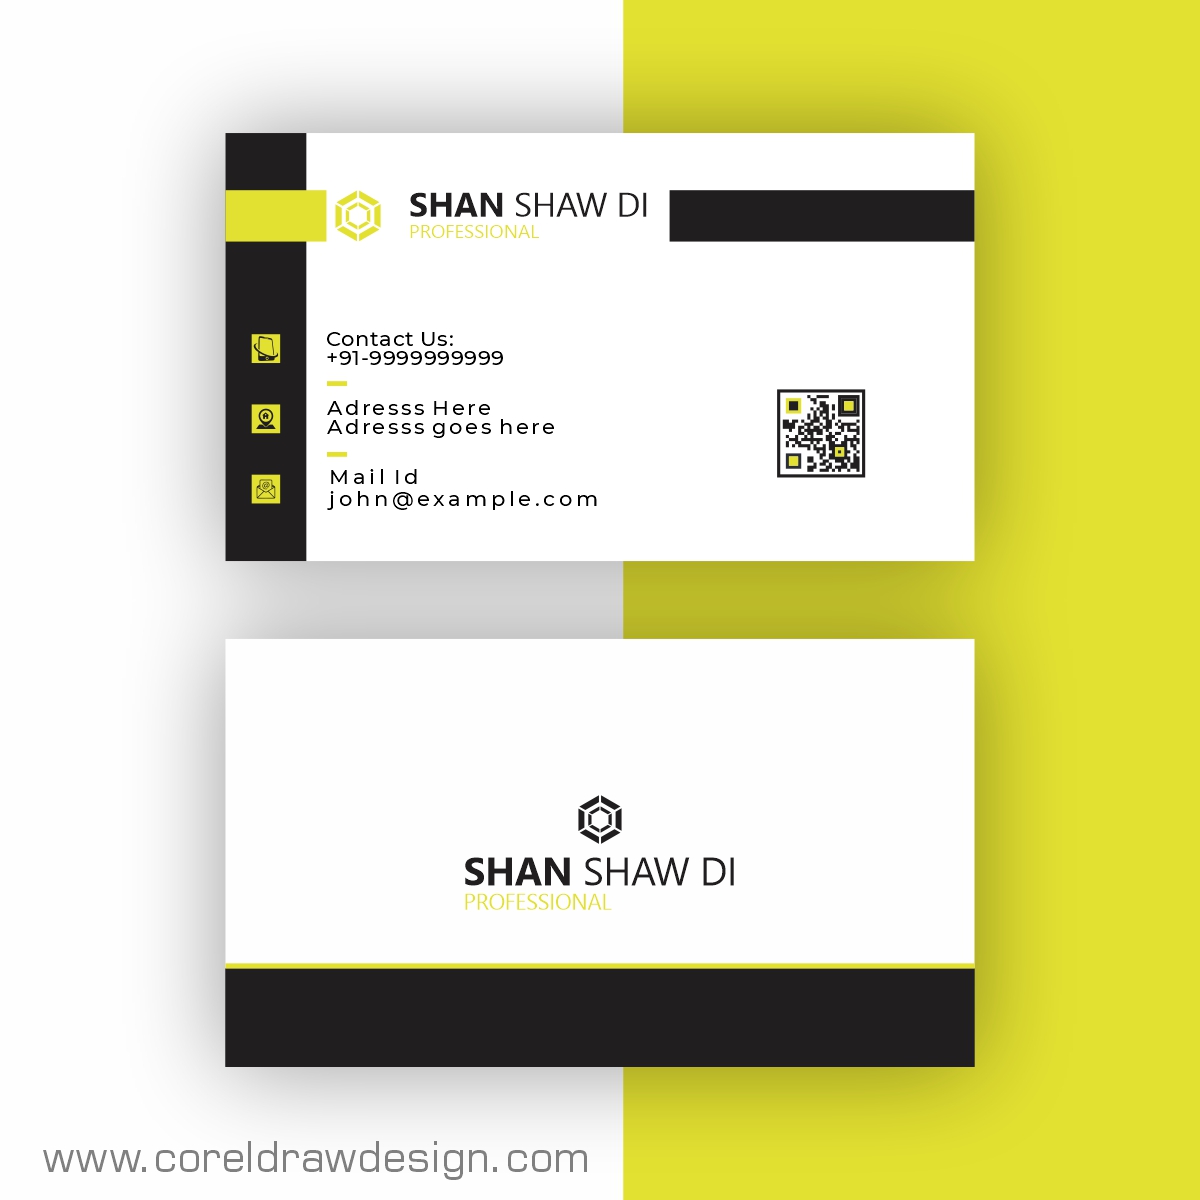 SHAN SHAW DI
PROFESSIONAL
Contact Us:
+91-9999999999
Adresss Here
Adresss goes here
Mail Id
john@example.com
SHAN SHAW DI
PROFESSIONAL
www.coreldrawdesign.com